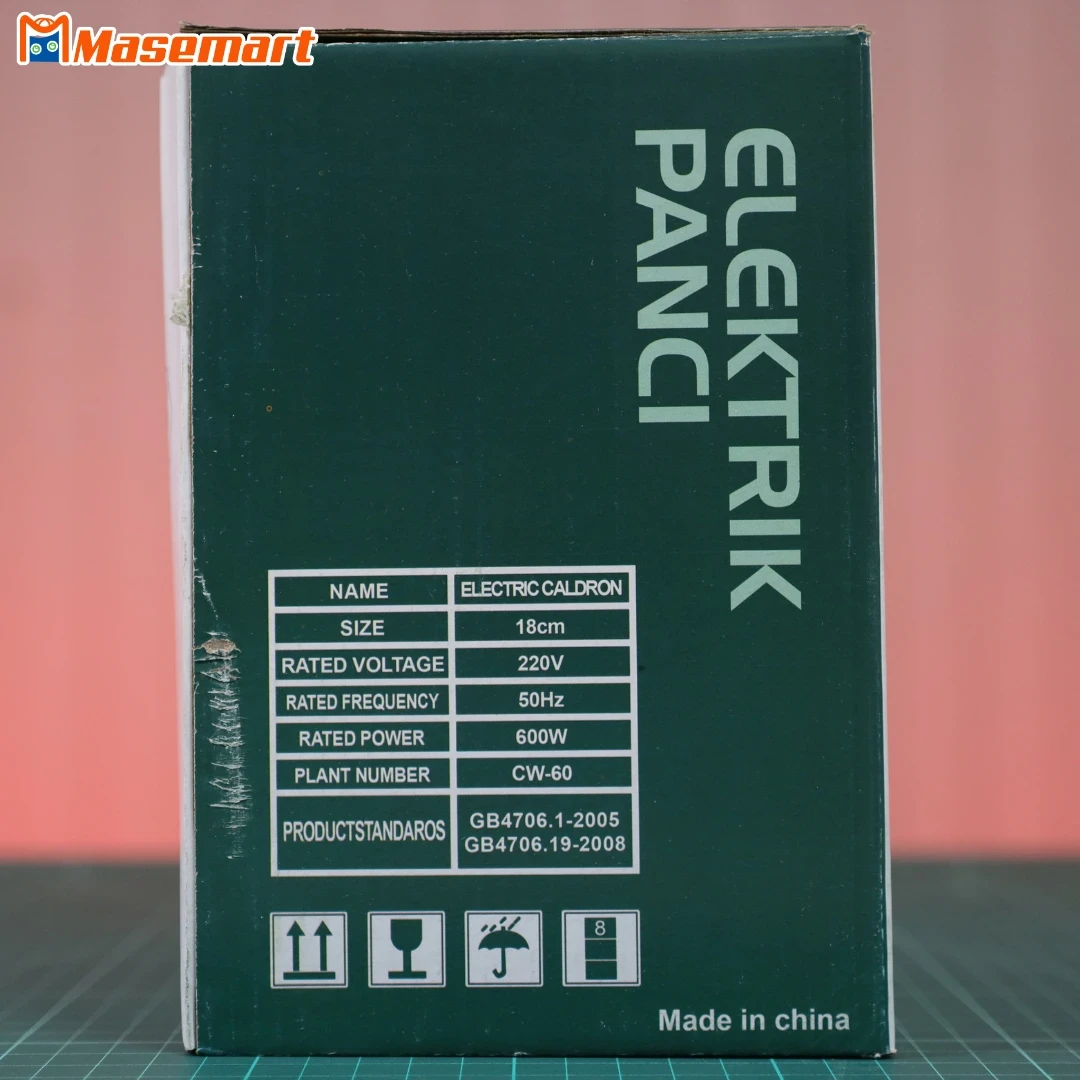 Masemart
ELEKTRIK
PANCI
NAME ELECTRIC CALDRON
SIZE 18cm
RATED VOLTAGE 220V
RATED FREQUENCY 50Hz
RATED POWER 600W
PLANT NUMBER CW-60
PRODUCTSTANDAROS GB4706.1-2005
GB4706.19-2008
8
Made in china